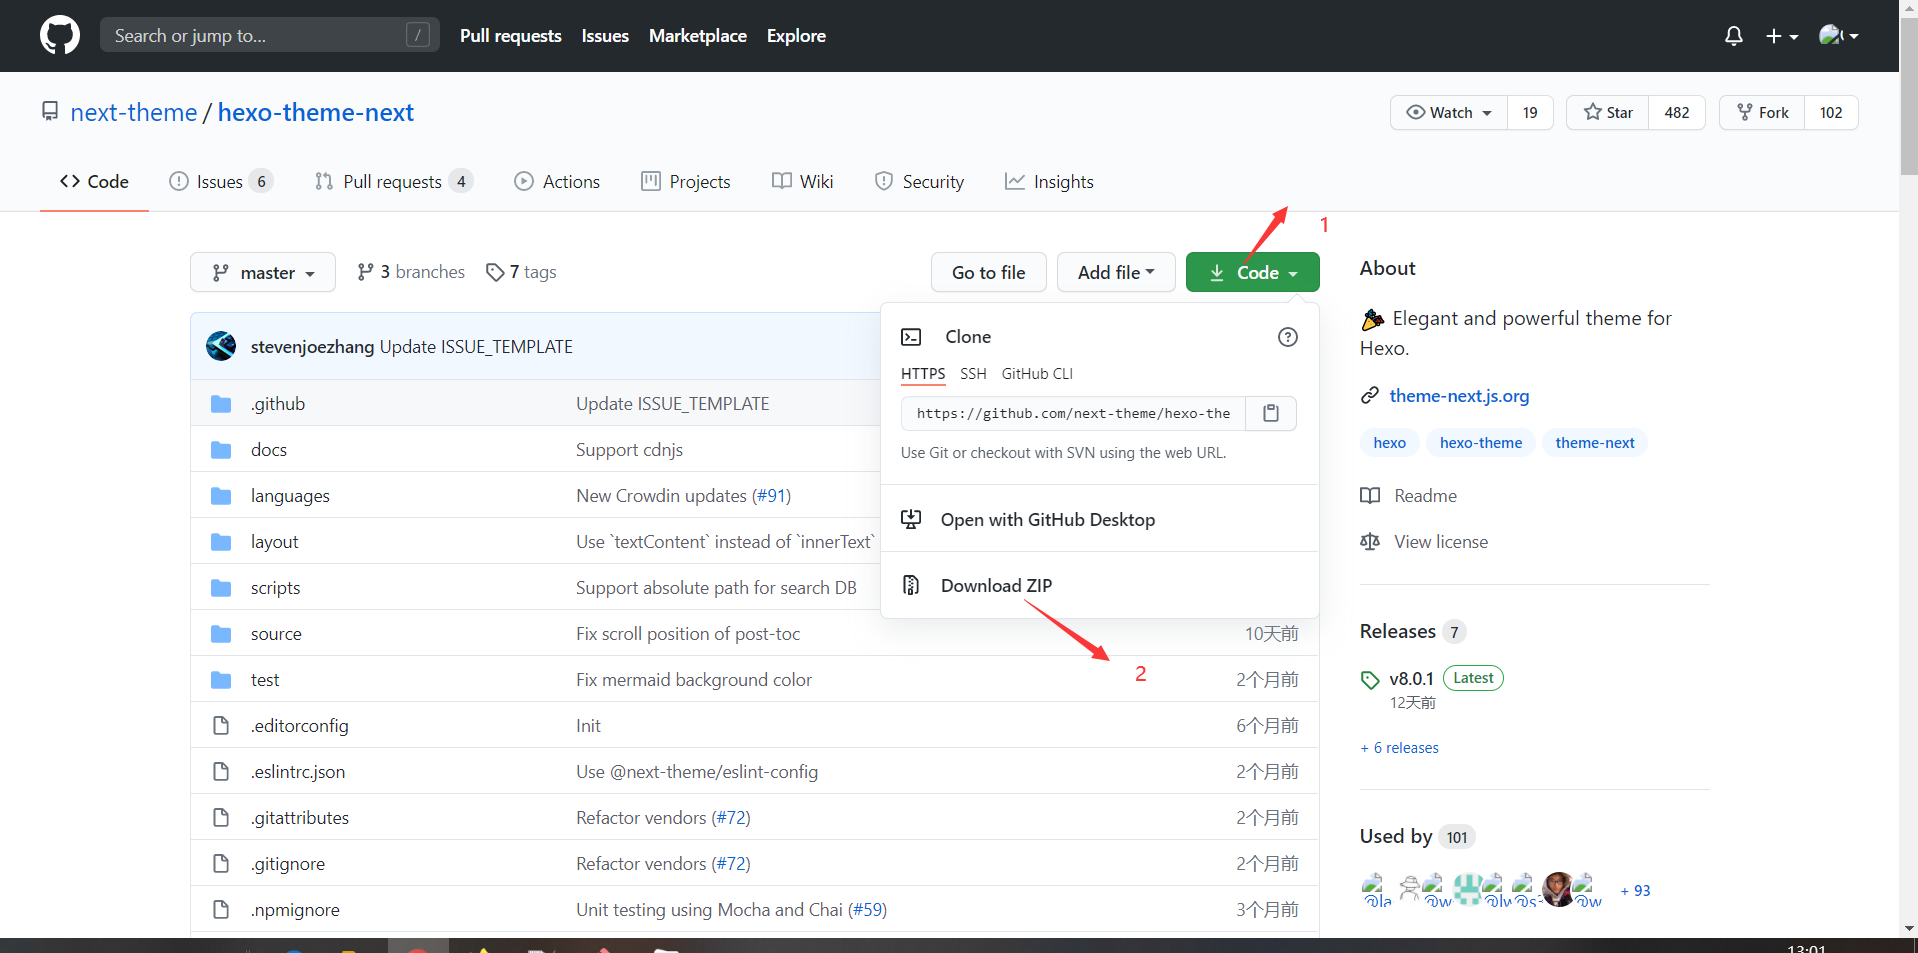 Search or jump to... /
Pull requests Issues Marketplace Explore
next-theme / hexo-theme-next
Watch 19 Star 482 Fork 102
Code Issues 6 Pull requests 4 Actions Projects Wiki Security Insights
1
master 3 branches 7 tags Go to file Add file Code
stevenjoezhang Update ISSUE_TEMPLATE
.github Update ISSUE_TEMPLATE
docs Support cdnjs
languages New Crowdin updates (#91)
layout Use `textContent` instead of `innerText`
scripts Support absolute path for search DB
source Fix scroll position of post-toc 10天前
test Fix mermaid background color 2个月前
.editorconfig Init 6个月前
.eslintrc.json Use @next-theme/eslint-config 2个月前
.gitattributes Refactor vendors (#72) 2个月前
.gitignore Refactor vendors (#72) 2个月前
.npmignore Unit testing using Mocha and Chai (#59) 3个月前
Clone
HTTPS SSH GitHub CLI
https://github.com/next-theme/hexo-the
Use Git or checkout with SVN using the web URL.
Open with GitHub Desktop
Download ZIP
2
About
Elegant and powerful theme for
Hexo.
theme-next.js.org
hexo hexo-theme theme-next
Readme
View license
Releases 7
v8.0.1 Latest
12天前
+ 6 releases
Used by 101
@la @w @lv @s @w + 93
13:01